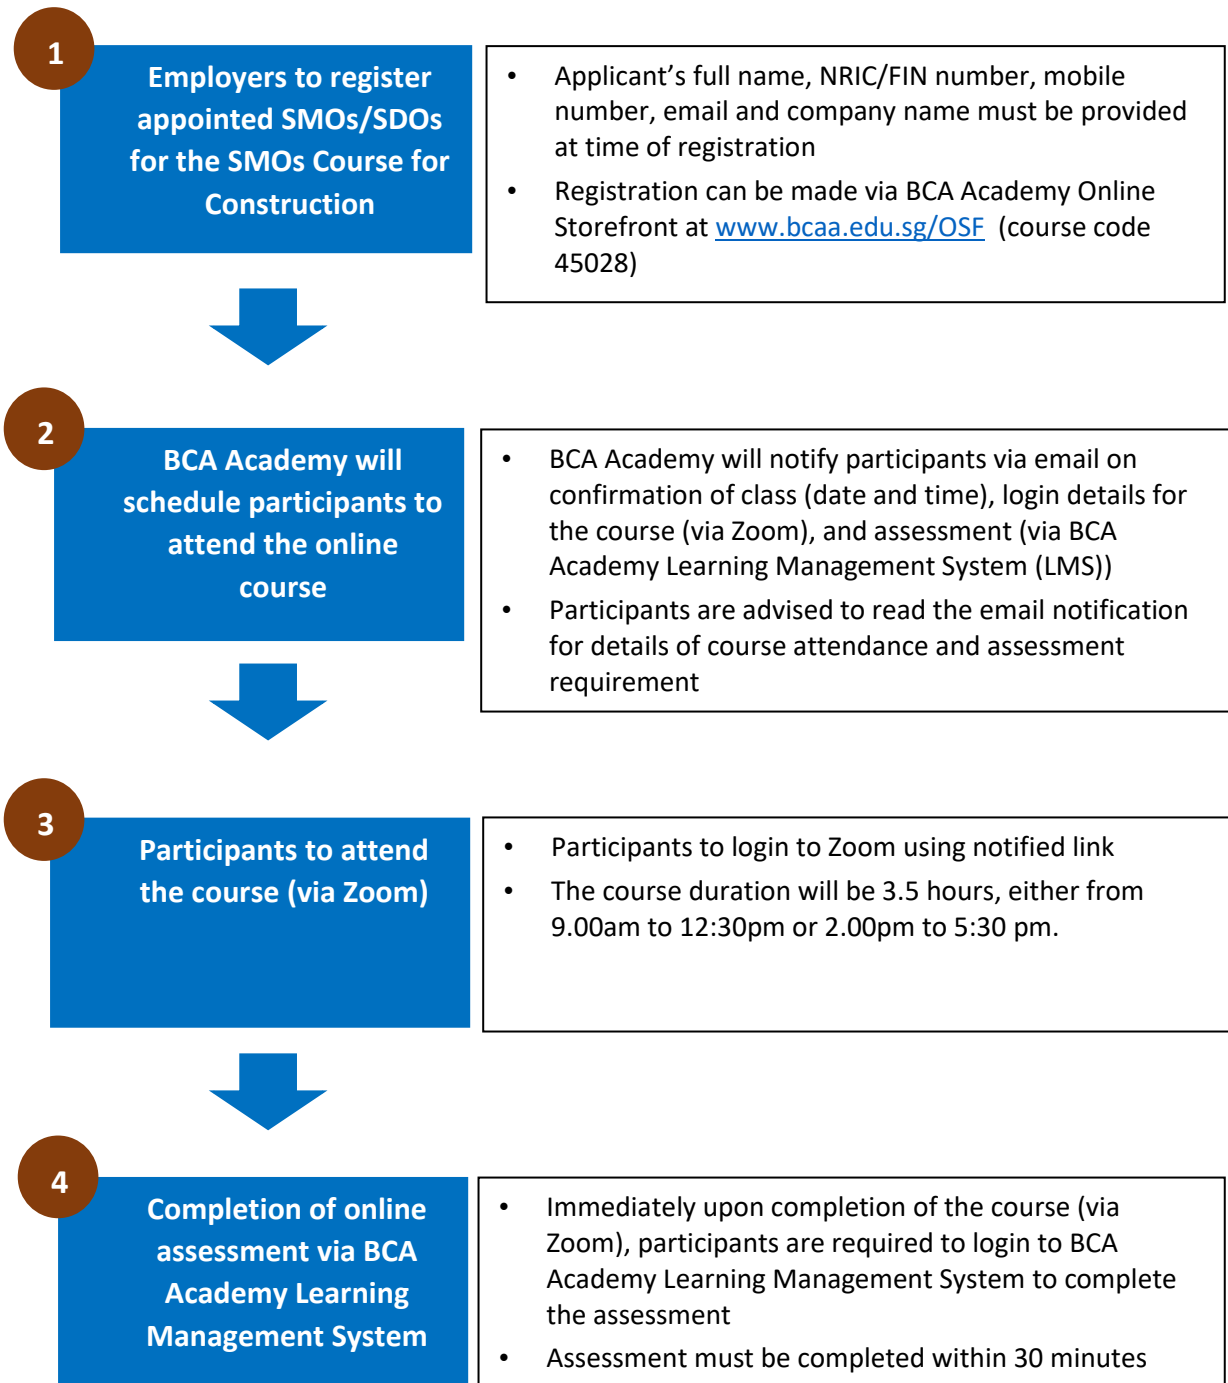 1
Employers to register
appointed SMOs/SDOs
for the SMOs Course for
Construction
• Applicant's full name, NRIC/FIN number, mobile
number, email and company name must be provided
at time of registration
• Registration can be made via BCA Academy Online
Storefront at www.bcaa.edu.sg/OSF (course code
45028)
2
BCA Academy will
schedule participants to
attend the online
course
• BCA Academy will notify participants via email on
confirmation of class (date and time), login details for
the course (via Zoom), and assessment (via BCA
Academy Learning Management System (LMS))
• Participants are advised to read the email notification
for details of course attendance and assessment
requirement
3
Participants to attend
the course (via Zoom)
• Participants to login to Zoom using notified link
• The course duration will be 3.5 hours, either from
9.00am to 12:30pm or 2.00pm to 5:30 pm.
4
Completion of online
assessment via BCA
Academy Learning
Management System
• Immediately upon completion of the course (via
Zoom), participants are required to login to BCA
Academy Learning Management System to complete
the assessment
• Assessment must be completed within 30 minutes